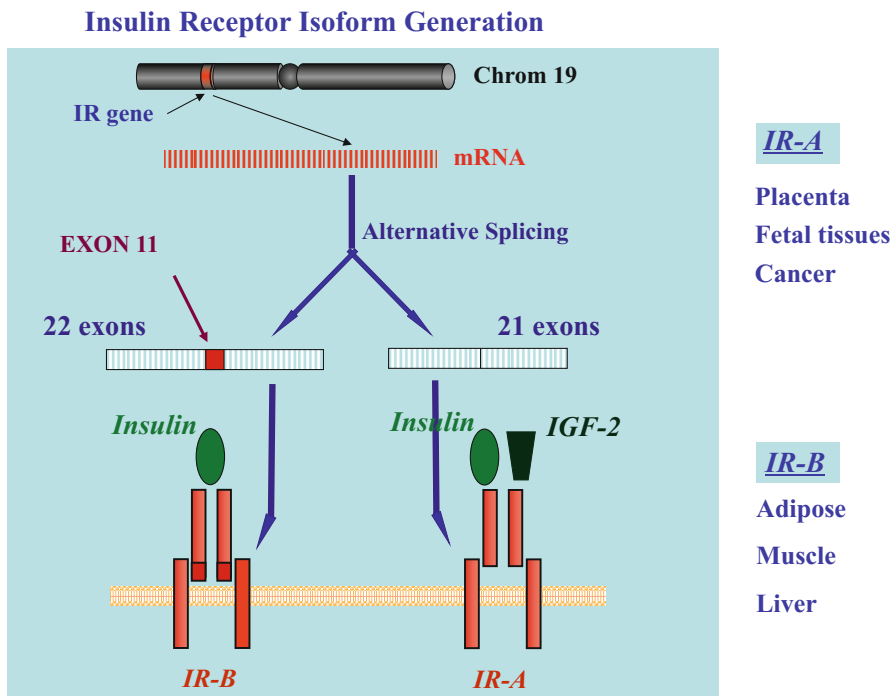 Insulin Receptor Isoform Generation
Chrom 19
IR gene
mRNA
Alternative Splicing
EXON 11
22 exons
21 exons
Insulin
Insulin
IGF-2
IR-B
IR-A
IR-A
Placenta
Fetal tissues
Cancer
IR-B
Adipose
Muscle
Liver